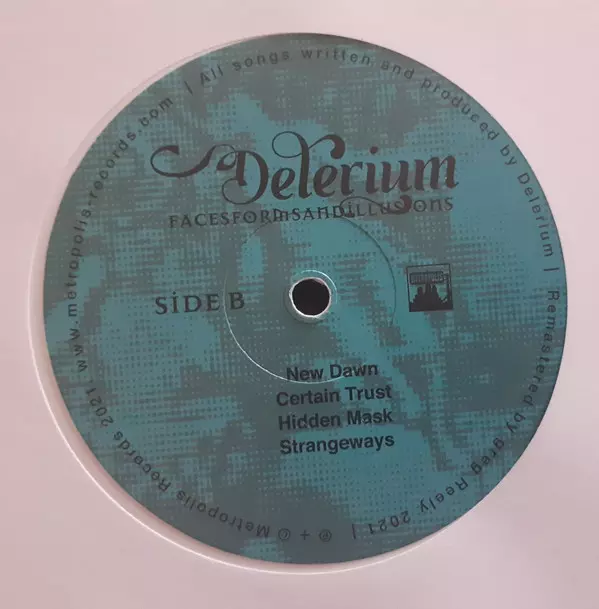 Delerium
FACESFORMSANDILLUSIONS
SIDE B
New Dawn
Certain Trust
Hidden Mask
Strangeways
℗ + © Metropolis Records 2021 www.metropolis-records.com | All songs written and produced by Delerium | Remastered by Greg Reely 2021 |